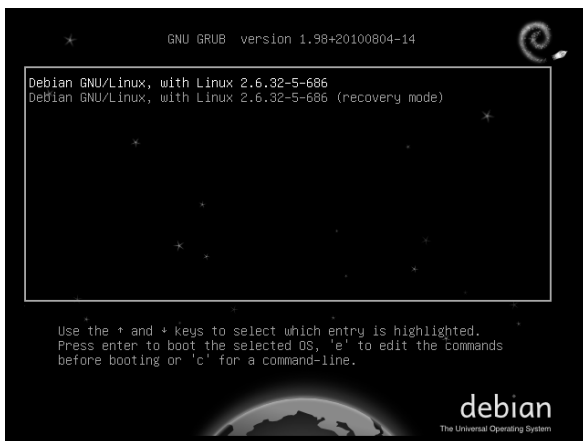 GNU GRUB  version 1.98+20100804-14
Debian GNU/Linux, with Linux 2.6.32-5-686
Debian GNU/Linux, with Linux 2.6.32-5-686 (recovery mode)
Use the ↑ and ↓ keys to select which entry is highlighted.
Press enter to boot the selected OS, 'e' to edit the commands
before booting or 'c' for a command-line.
debian
The Universal Operating System